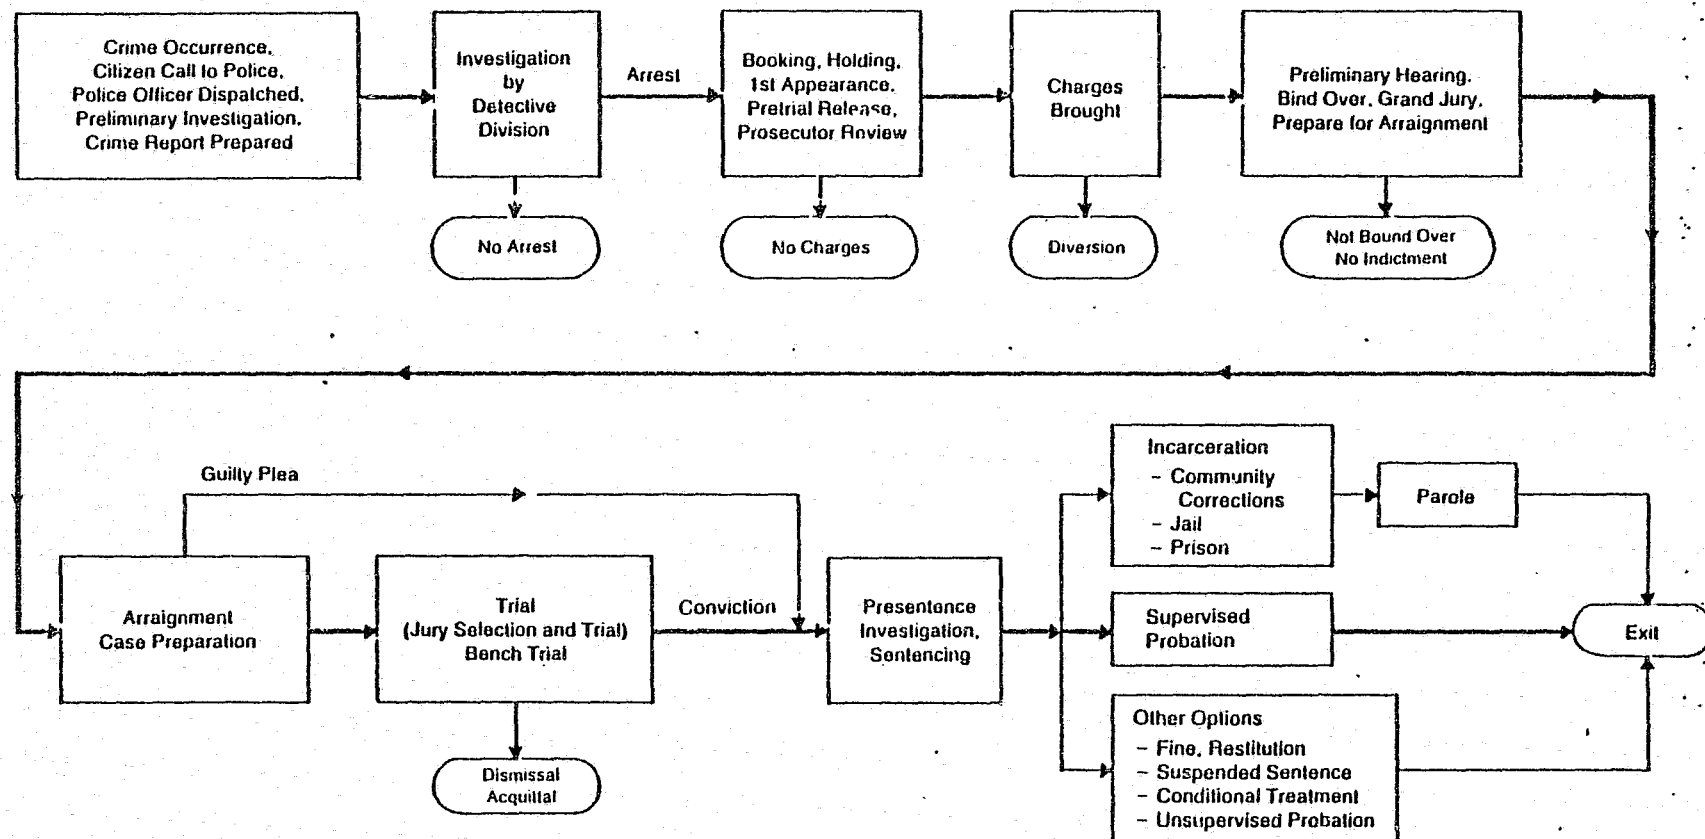 Crime Occurrence,
Citizen Call to Police,
Police Officer Dispatched,
Preliminary Investigation,
Crime Report Prepared
Investigation
by
Detective
Division
Arrest
Booking, Holding,
1st Appearance,
Pretrial Release,
Prosecutor Review
Charges
Brought
Preliminary Hearing,
Bind Over, Grand Jury,
Prepare for Arraignment
No Arrest
No Charges
Diversion
Not Bound Over
No Indictment
Guilty Plea
Arraignment
Case Preparation
Trial
(Jury Selection and Trial)
Bench Trial
Conviction
Dismissal
Acquittal
Presentence
Investigation,
Sentencing
Incarceration
– Community
Corrections
– Jail
– Prison
Parole
Supervised
Probation
Other Options
– Fine, Restitution
– Suspended Sentence
– Conditional Treatment
– Unsupervised Probation
Exit